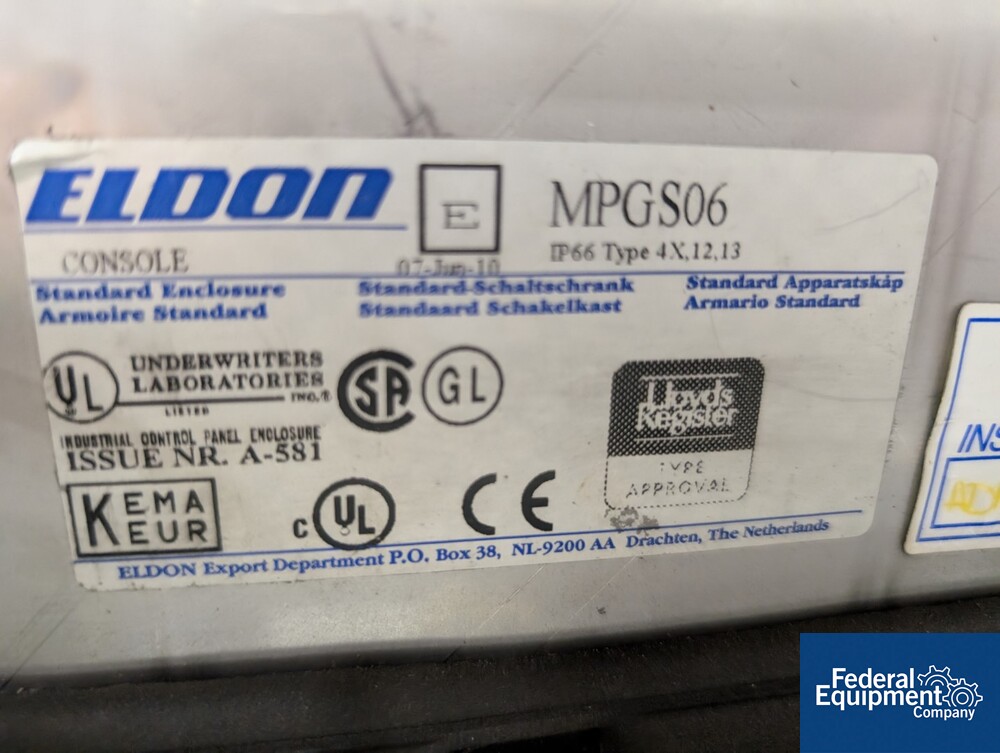 ELDON
E
MPGS06
IP66 Type 4X,12,13
CONSOLE
07-Jun-10
Standard Enclosure
Standard-Schaltschrank
Standard Apparatskåp
Armoire Standard
Standaard Schakelkast
Armario Standard
UL
UNDERWRITERS
LABORATORIES
INC.®
LISTED
SA
GL
Lloyds
Register
TYPE
APPROVAL
INDUSTRIAL CONTROL PANEL ENCLOSURE
ISSUE NR. A-581
KEMA
KEUR
c UL
CE
ELDON Export Department P.O. Box 38, NL-9200 AA Drachten, The Netherlands
INS
Federal
Equipment
Company